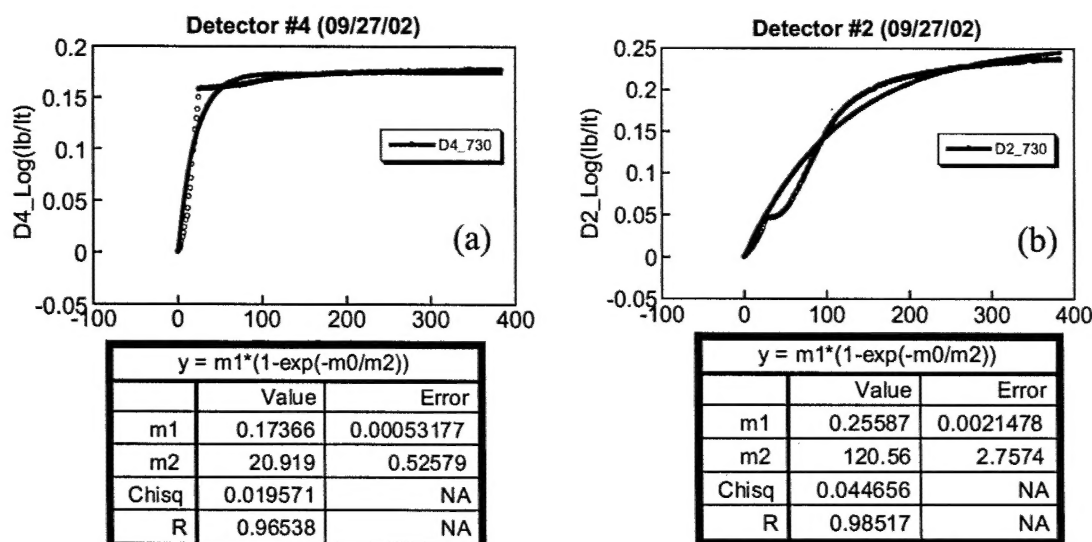 Detector #4 (09/27/02)
0.2
0.15
0.1
0.05
0
-0.05
D4_Log(Ib/It)
D4_730
(a)
-100 0 100 200 300 400
y = m1*(1-exp(-m0/m2))
Value Error
m1 0.17366 0.00053177
m2 20.919 0.52579
Chisq 0.019571 NA
R 0.96538 NA
Detector #2 (09/27/02)
0.25
0.2
0.15
0.1
0.05
0
-0.05
D2_Log(Ib/It)
D2_730
(b)
-100 0 100 200 300 400
y = m1*(1-exp(-m0/m2))
Value Error
m1 0.25587 0.0021478
m2 120.56 2.7574
Chisq 0.044656 NA
R 0.98517 NA